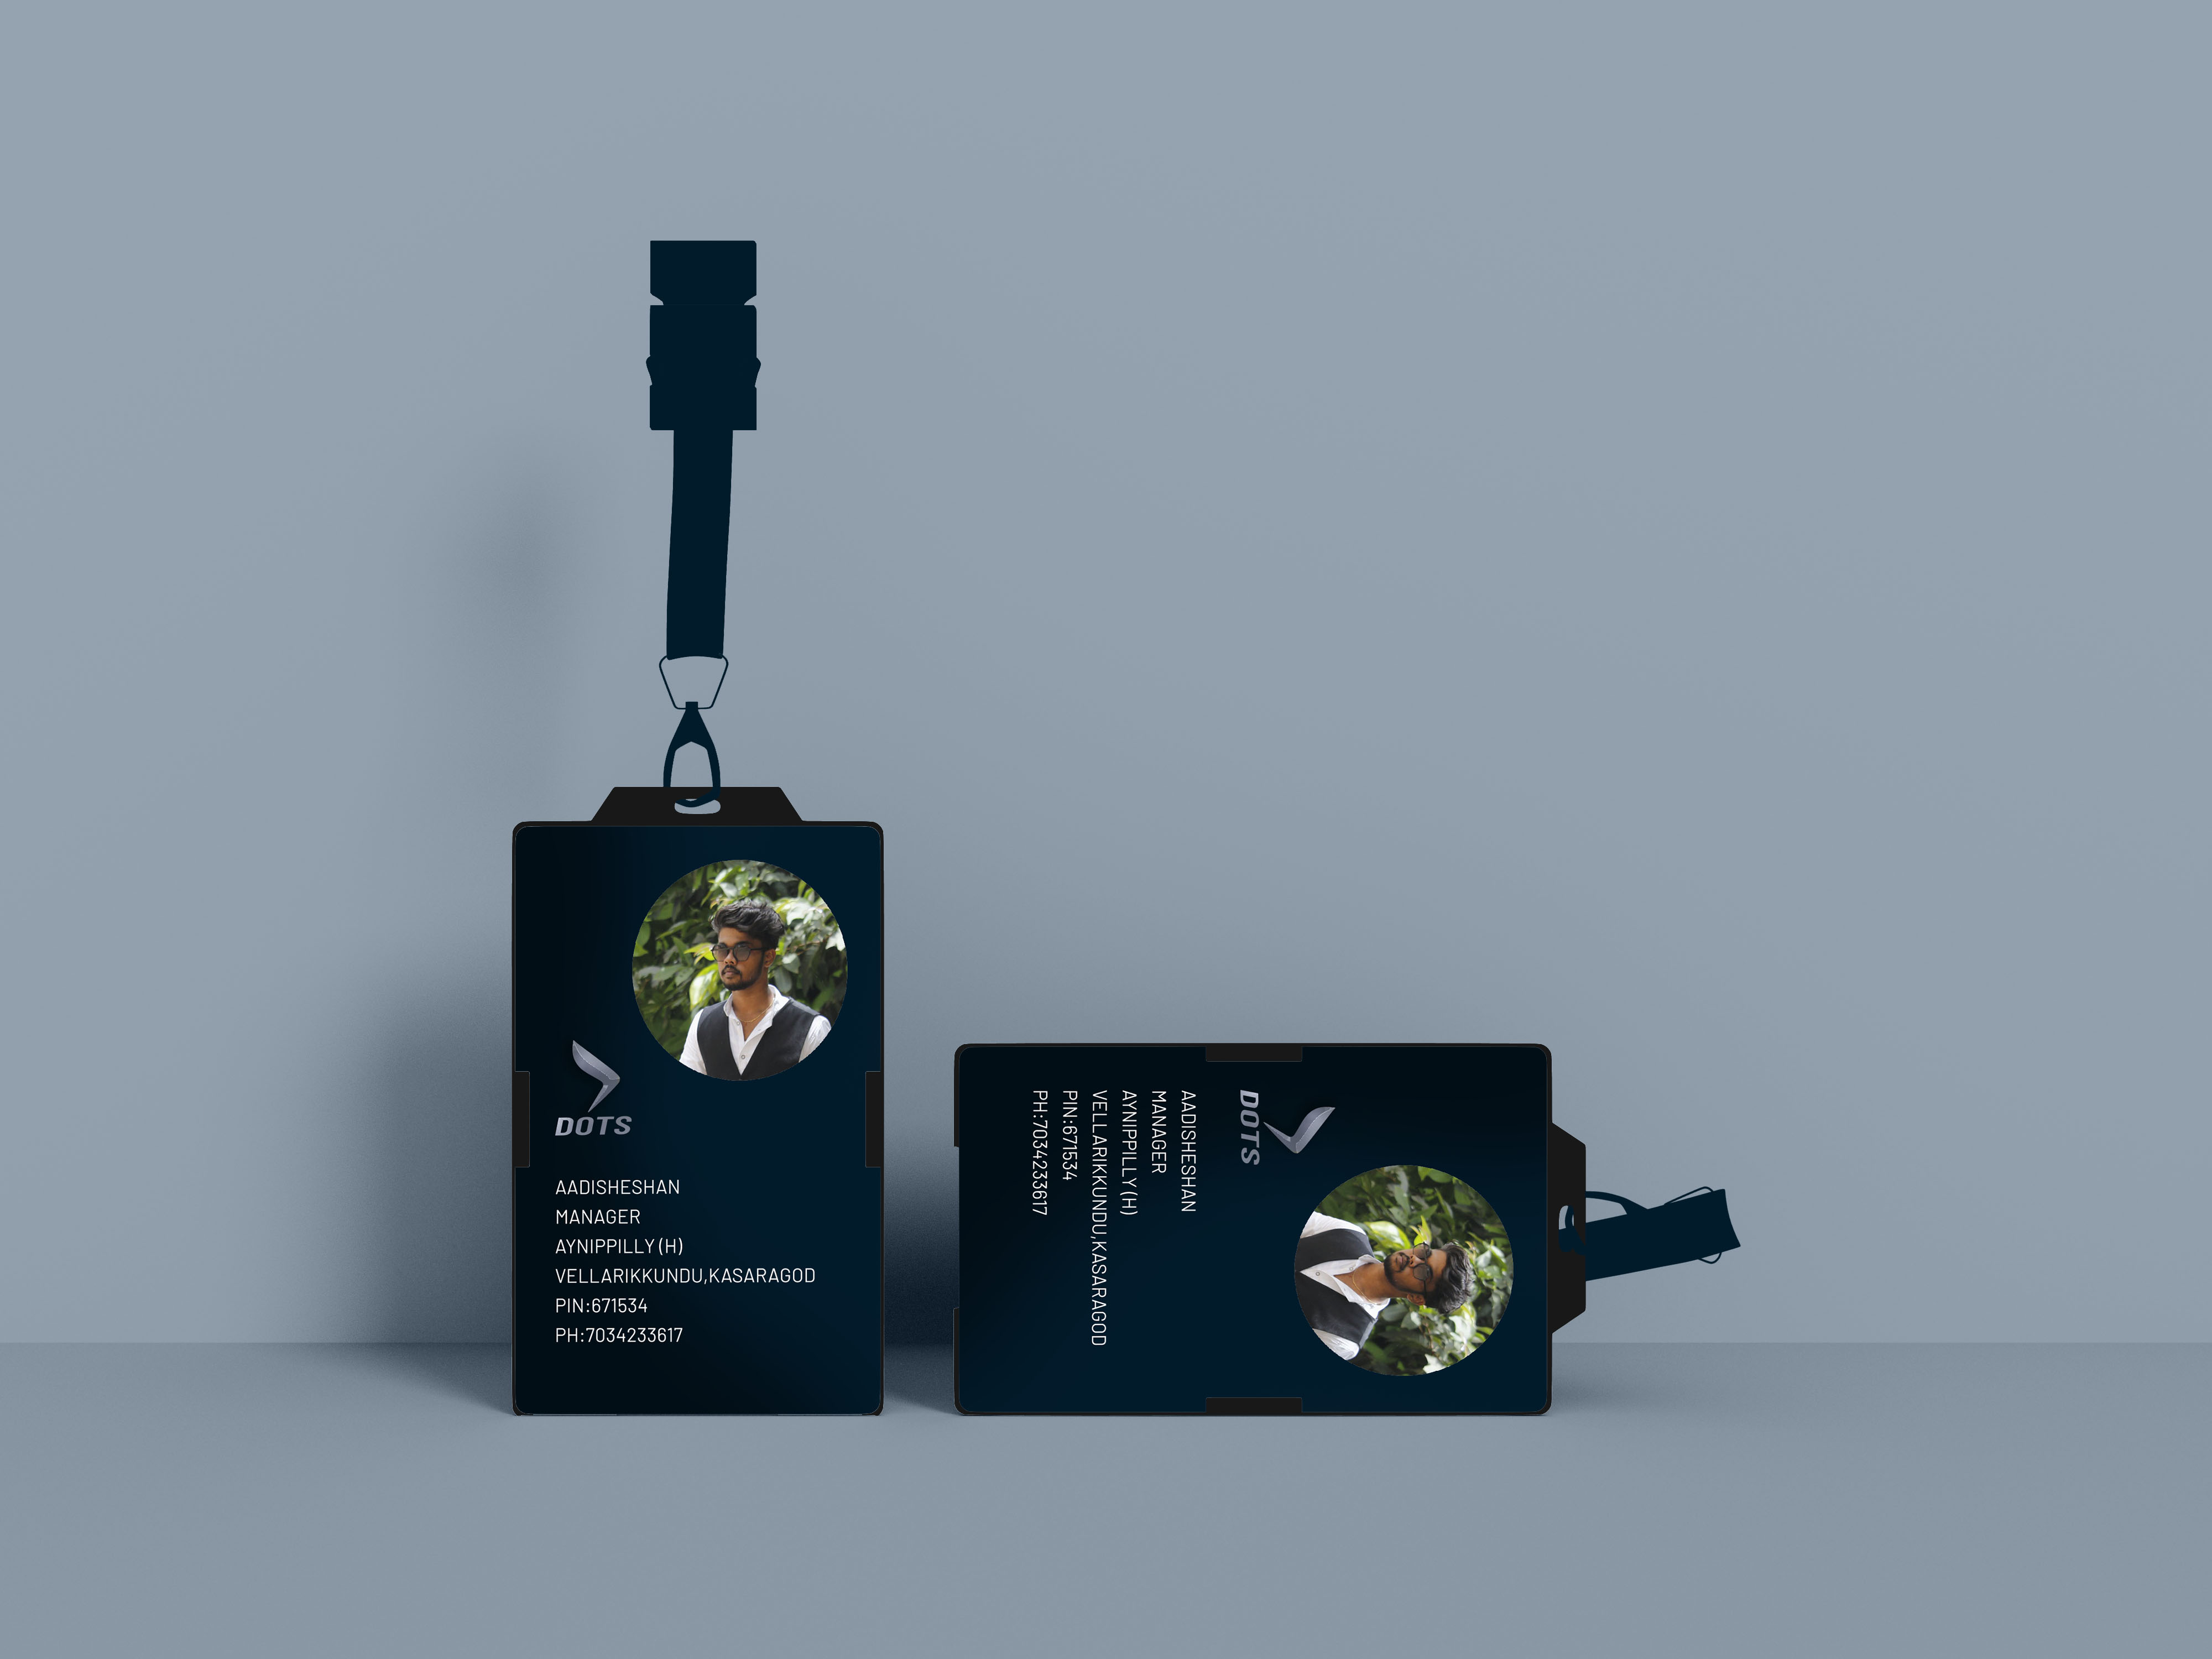 DOTS
AADISHESHAN
MANAGER
AYNIPPILLY (H)
VELLARIKKUNDU,KASARAGOD
PIN:671534
PH:7034233617
DOTS
AADISHESHAN
MANAGER
AYNIPPILLY (H)
VELLARIKKUNDU,KASARAGOD
PIN:671534
PH:7034233617